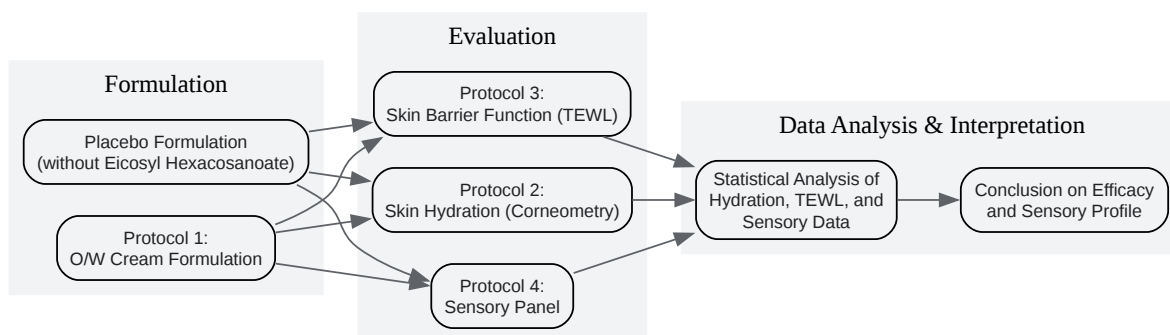 Formulation
Placebo Formulation
(without Eicosyl Hexacosanoate)
Protocol 1:
O/W Cream Formulation
Evaluation
Protocol 3:
Skin Barrier Function (TEWL)
Protocol 2:
Skin Hydration (Corneometry)
Protocol 4:
Sensory Panel
Data Analysis & Interpretation
Statistical Analysis of
Hydration, TEWL, and
Sensory Data
Conclusion on Efficacy
and Sensory Profile